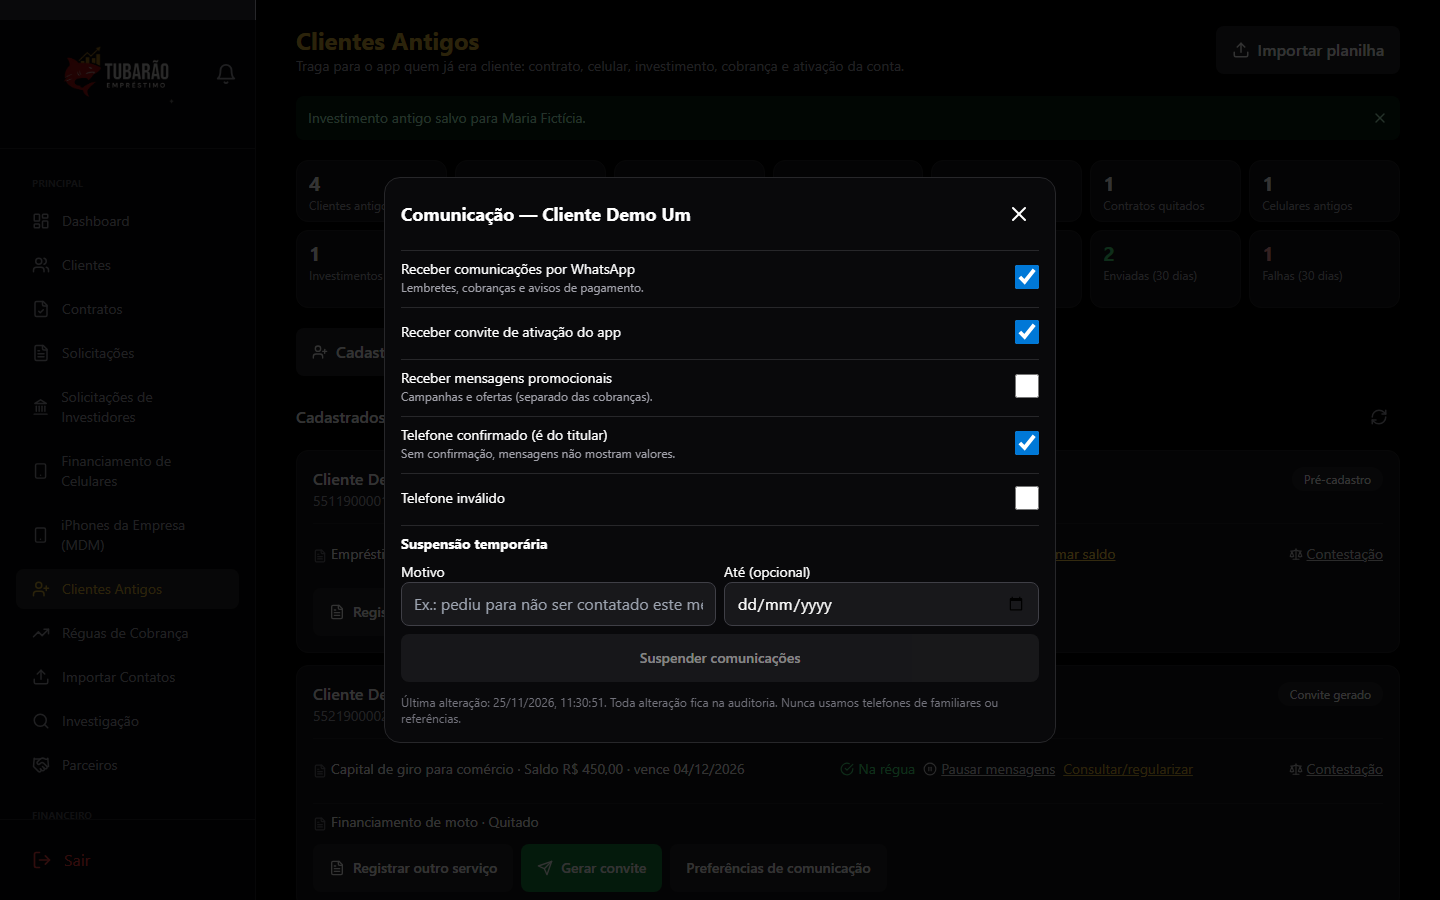 TUBARÃO
EMPRÉSTIMO
Clientes Antigos
Traga para o app quem já era cliente: contrato, celular, investimento, cobrança e ativação da conta.
Importar planilha
Investimento antigo salvo para Maria Fictícia.
PRINCIPAL
Dashboard
Clientes
Contratos
Solicitações
Solicitações de
Investidores
Financiamento de
Celulares
iPhones da Empresa
(MDM)
Clientes Antigos
Réguas de Cobrança
Importar Contatos
Investigação
Parceiros
FINANCEIRO
Sair
4
Clientes antigo
1
Contratos quitados
1
Celulares antigos
1
Investimentos
2
Enviadas (30 dias)
1
Falhas (30 dias)
Cadast
Cadastrados
Comunicação — Cliente Demo Um
Receber comunicações por WhatsApp
Lembretes, cobranças e avisos de pagamento.
Receber convite de ativação do app
Receber mensagens promocionais
Campanhas e ofertas (separado das cobranças).
Telefone confirmado (é do titular)
Sem confirmação, mensagens não mostram valores.
Telefone inválido
Suspensão temporária
Motivo
Até (opcional)
Ex.: pediu para não ser contatado este m
dd/mm/yyyy
Suspender comunicações
Última alteração: 25/11/2026, 11:30:51. Toda alteração fica na auditoria. Nunca usamos telefones de familiares ou
referências.
Cliente De
Pré-cadastro
551190000
Emprésti
mar saldo
Contestação
Regis
Cliente De
Convite gerado
552190000
Capital de giro para comércio · Saldo R$ 450,00 · vence 04/12/2026
Na régua
Pausar mensagens
Consultar/regularizar
Contestação
Financiamento de moto · Quitado
Registrar outro serviço
Gerar convite
Preferências de comunicação